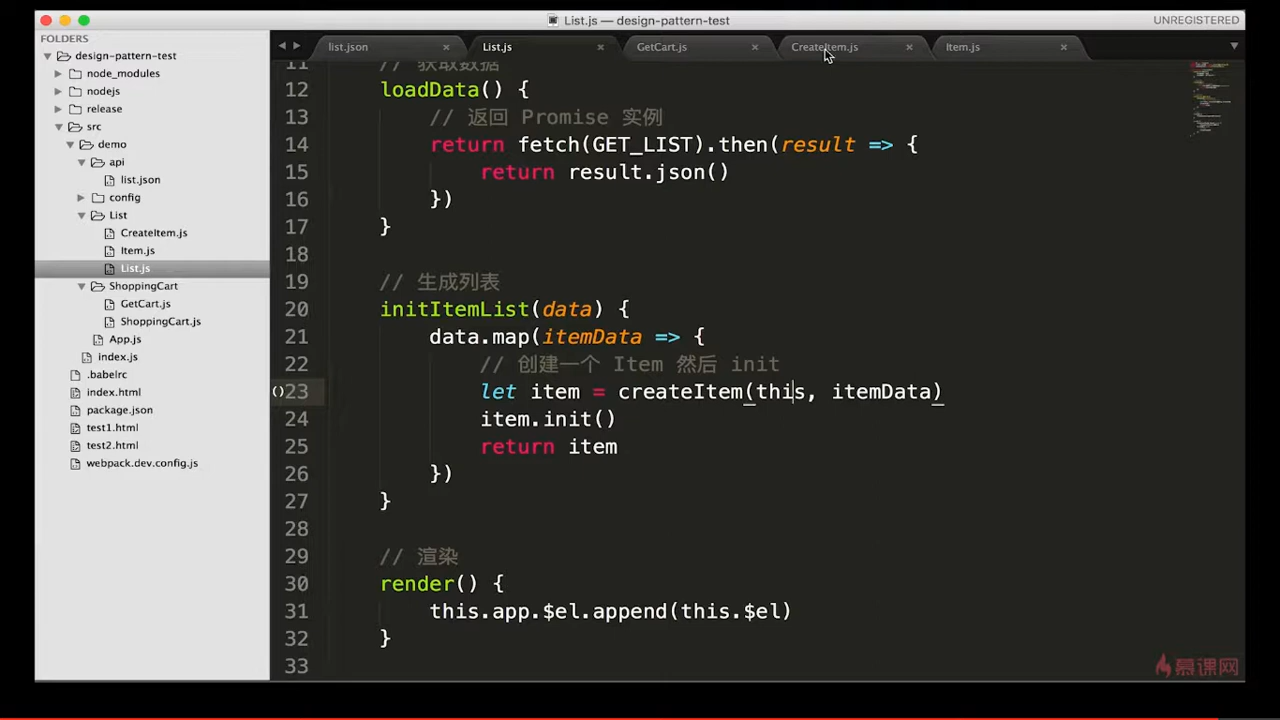 List.js — design-pattern-test
UNREGISTERED
FOLDERS
design-pattern-test
node_modules
nodejs
release
src
demo
api
list.json
config
List
CreateItem.js
Item.js
List.js
ShoppingCart
GetCart.js
ShoppingCart.js
App.js
index.js
.babelrc
index.html
package.json
test1.html
test2.html
webpack.dev.config.js
list.json × List.js × GetCart.js × CreateItem.js × Item.js ×
11 // 获取数据
12 loadData() {
13 // 返回 Promise 实例
14 return fetch(GET_LIST).then(result => {
15 return result.json()
16 })
17 }
18
19 // 生成列表
20 initItemList(data) {
21 data.map(itemData => {
22 // 创建一个 Item 然后 init
23 let item = createItem(this, itemData)
24 item.init()
25 return item
26 })
27 }
28
29 // 渲染
30 render() {
31 this.app.$el.append(this.$el)
32 }
33
慕课网